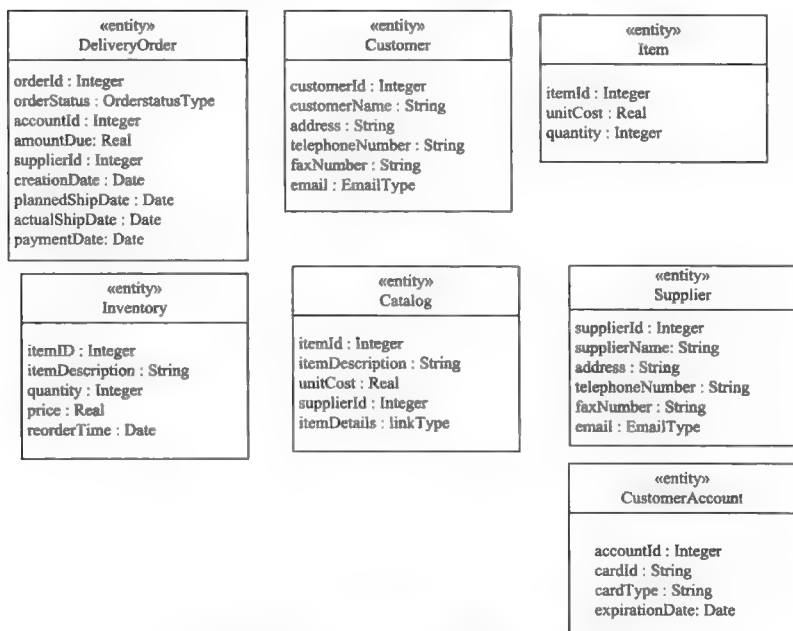 «entity»
DeliveryOrder
orderId : Integer
orderStatus : OrderstatusType
accountId : Integer
amountDue: Real
supplierId : Integer
creationDate : Date
plannedShipDate : Date
actualShipDate : Date
paymentDate: Date
«entity»
Customer
customerId : Integer
customerName : String
address : String
telephoneNumber : String
faxNumber : String
email : EmailType
«entity»
Item
itemId : Integer
unitCost : Real
quantity : Integer
«entity»
Inventory
itemID : Integer
itemDescription : String
quantity : Integer
price : Real
reorderTime : Date
«entity»
Catalog
itemId : Integer
itemDescription : String
unitCost : Real
supplierId : Integer
itemDetails : linkType
«entity»
Supplier
supplierId : Integer
supplierName: String
address : String
telephoneNumber : String
faxNumber : String
email : EmailType
«entity»
CustomerAccount
accountId : Integer
cardId : String
cardType : String
expirationDate: Date